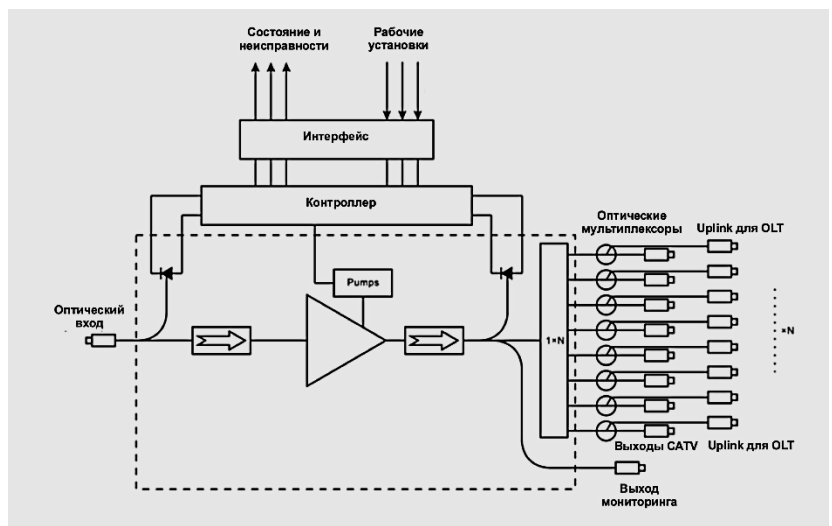 Состояние и
неисправности
Рабочие
установки
Интерфейс
Контроллер
Оптические
мультиплексоры
Uplink для OLT
Pumps
Оптический
вход
1×N
×N
Выходы CATV
Uplink для OLT
Выход
мониторинга